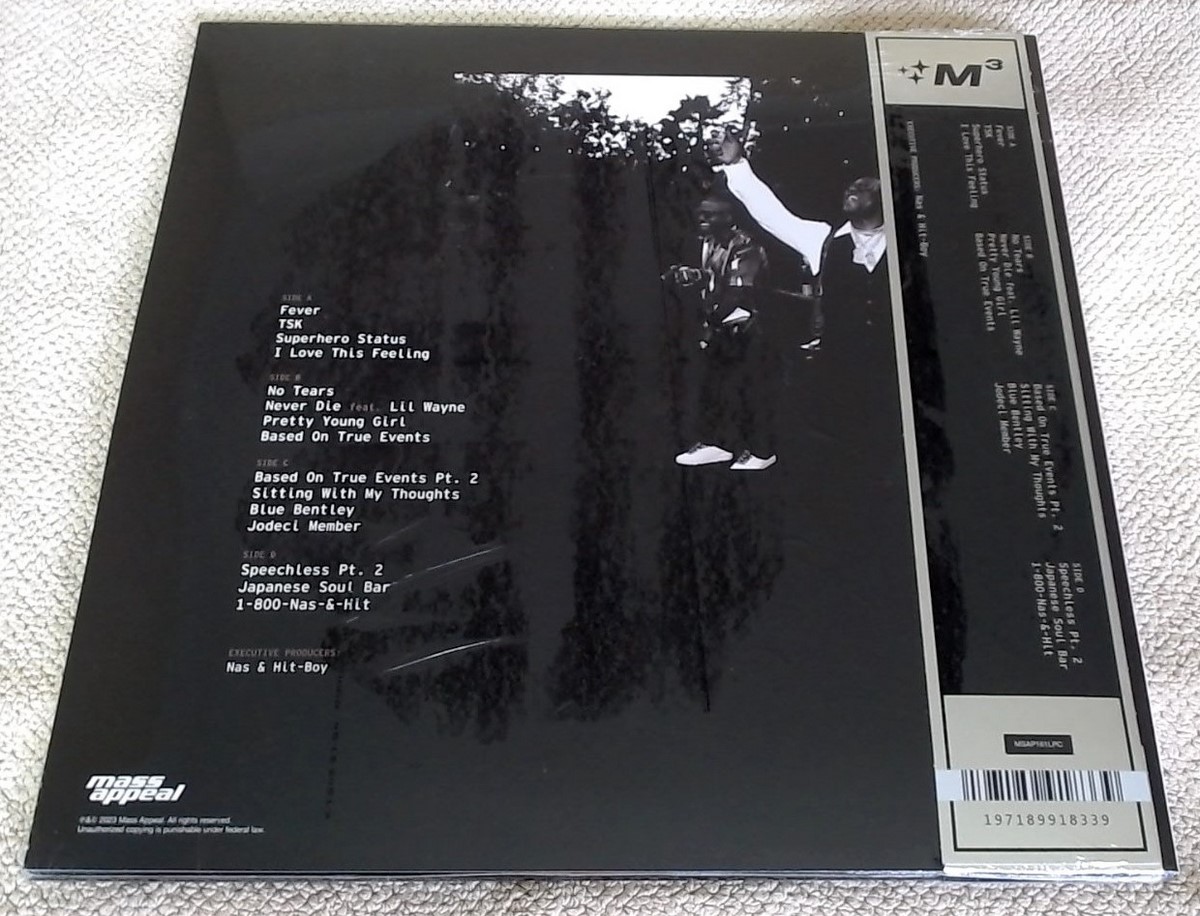 SIDE A
Fever
TSK
Superhero Status
I Love This Feeling
SIDE B
No Tears
Never Die feat. Lil Wayne
Pretty Young Girl
Based On True Events
SIDE C
Based On True Events Pt. 2
Sitting With My Thoughts
Blue Bentley
Jodeci Member
SIDE D
Speechless Pt. 2
Japanese Soul Bar
1-800-Nas-&-Hit
EXECUTIVE PRODUCERS:
Nas & Hit-Boy
mass
appeal
℗&© 2023 Mass Appeal. All rights reserved.
Unauthorized copying is punishable under federal law.
M3
SIDE A
Fever
TSK
Superhero Status
I Love This Feeling
SIDE B
No Tears
Never Die feat. Lil Wayne
Pretty Young Girl
Based On True Events
SIDE C
Based On True Events Pt. 2
Sitting With My Thoughts
Blue Bentley
Jodeci Member
SIDE D
Speechless Pt. 2
Japanese Soul Bar
1-800-Nas-&-Hit
EXECUTIVE PRODUCERS: Nas & Hit-Boy
MSAP161LPC
197189918339